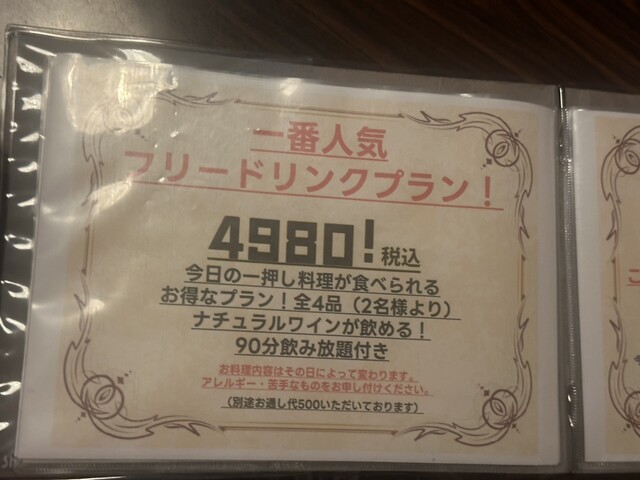 一番人気
フリードリンクプラン！
4980！税込
今日の一押し料理が食べられる
お得なプラン！全4品（2名様より）
ナチュラルワインが飲める！
90分飲み放題付き
お料理内容はその日によって変わります。
アレルギー・苦手なものをお申し付けください。
（別途お通し代500いただいております）